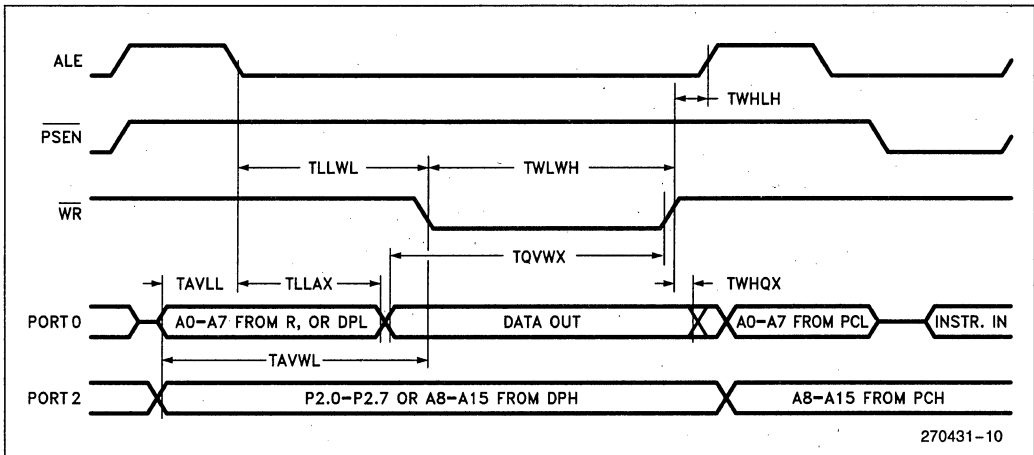 ALE
TWHLH
PSEN
TLLWL
TWLWH
WR
TQVWX
TAVLL
TLLAX
TWHQX
PORT 0
A0-A7 FROM R, OR DPL
DATA OUT
A0-A7 FROM PCL
INSTR. IN
TAVWL
PORT 2
P2.0-P2.7 OR A8-A15 FROM DPH
A8-A15 FROM PCH
270431-10